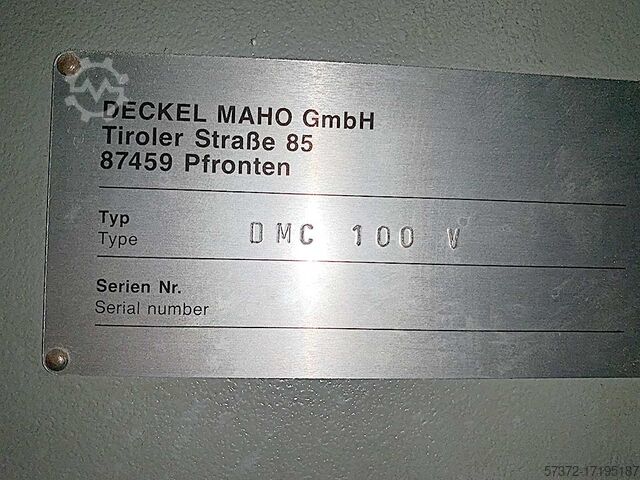 DECKEL MAHO GmbH
Tiroler Straße 85
87459 Pfronten
Typ
Type
DMC 100 V
Serien Nr.
Serial number
57372-17195187